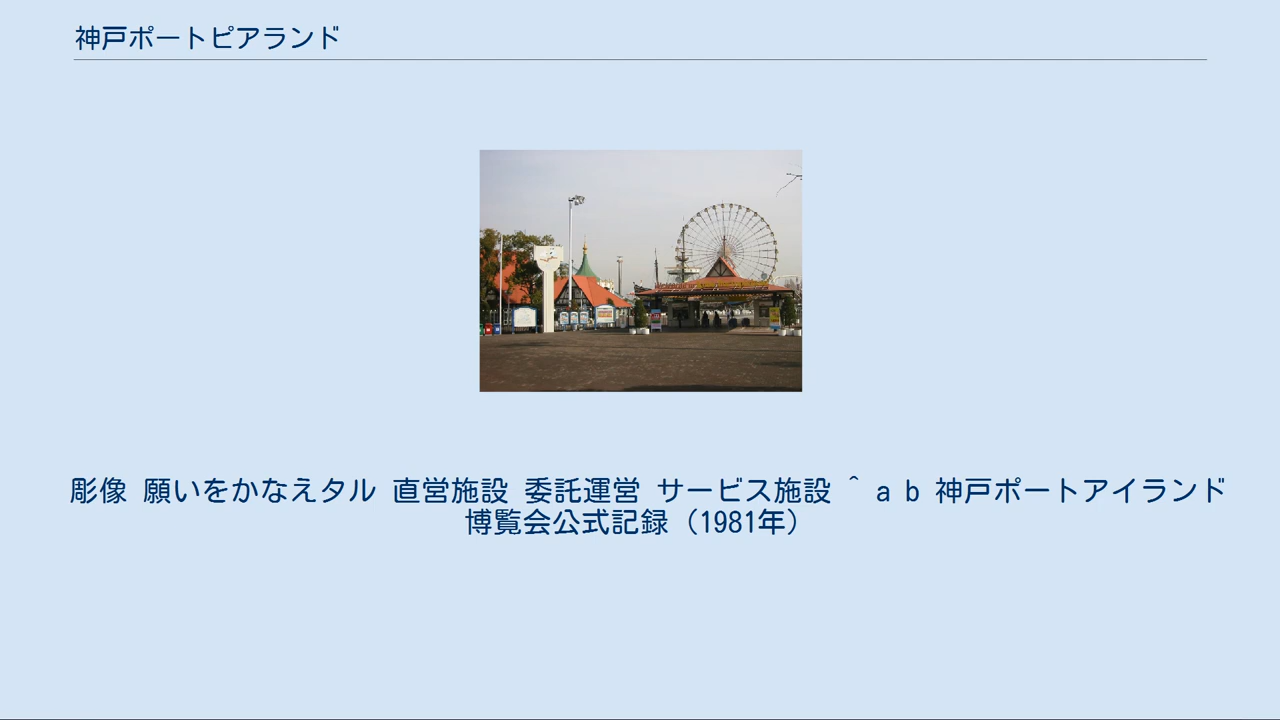 神戸ポートピアランド
彫像 願いをかなえタル 直営施設 委託運営 サービス施設 ^ a b 神戸ポートアイランド
博覧会公式記録（1981年）